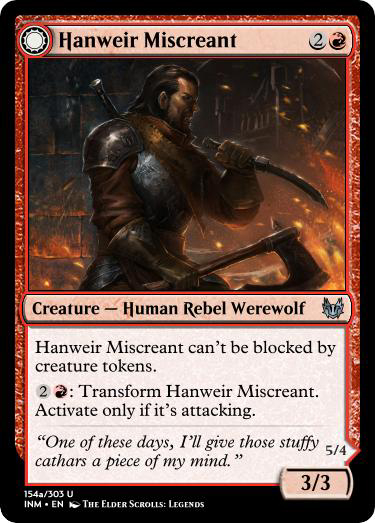 Hanweir Miscreant 2
Creature — Human Rebel Werewolf
Hanweir Miscreant can't be blocked by
creature tokens.
2 : Transform Hanweir Miscreant.
Activate only if it's attacking.
“One of these days, I'll give those stuffy
cathars a piece of my mind.”
5/4
3/3
154a/303 U
INM • EN The Elder Scrolls: Legends